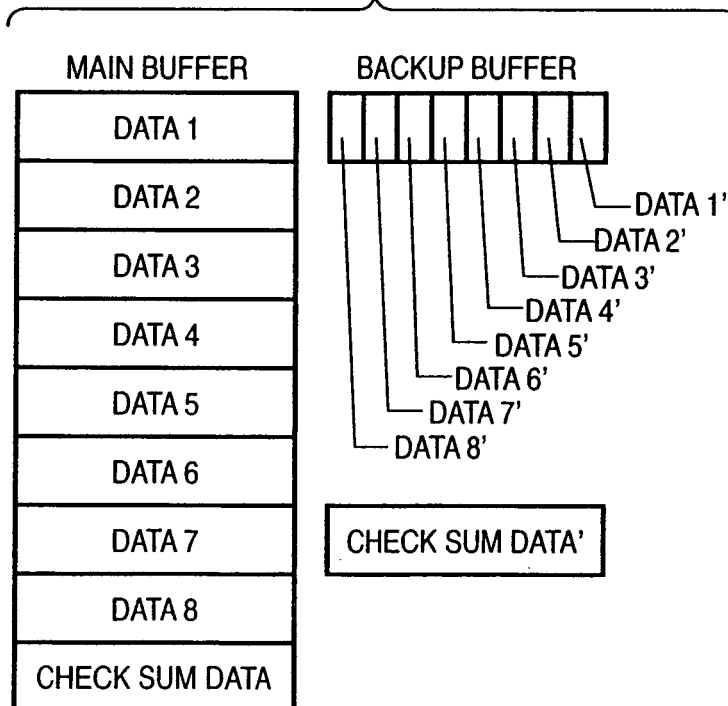 MAIN BUFFER
DATA 1
DATA 2
DATA 3
DATA 4
DATA 5
DATA 6
DATA 7
DATA 8
CHECK SUM DATA
BACKUP BUFFER
DATA 1'
DATA 2'
DATA 3'
DATA 4'
DATA 5'
DATA 6'
DATA 7'
DATA 8'
CHECK SUM DATA'